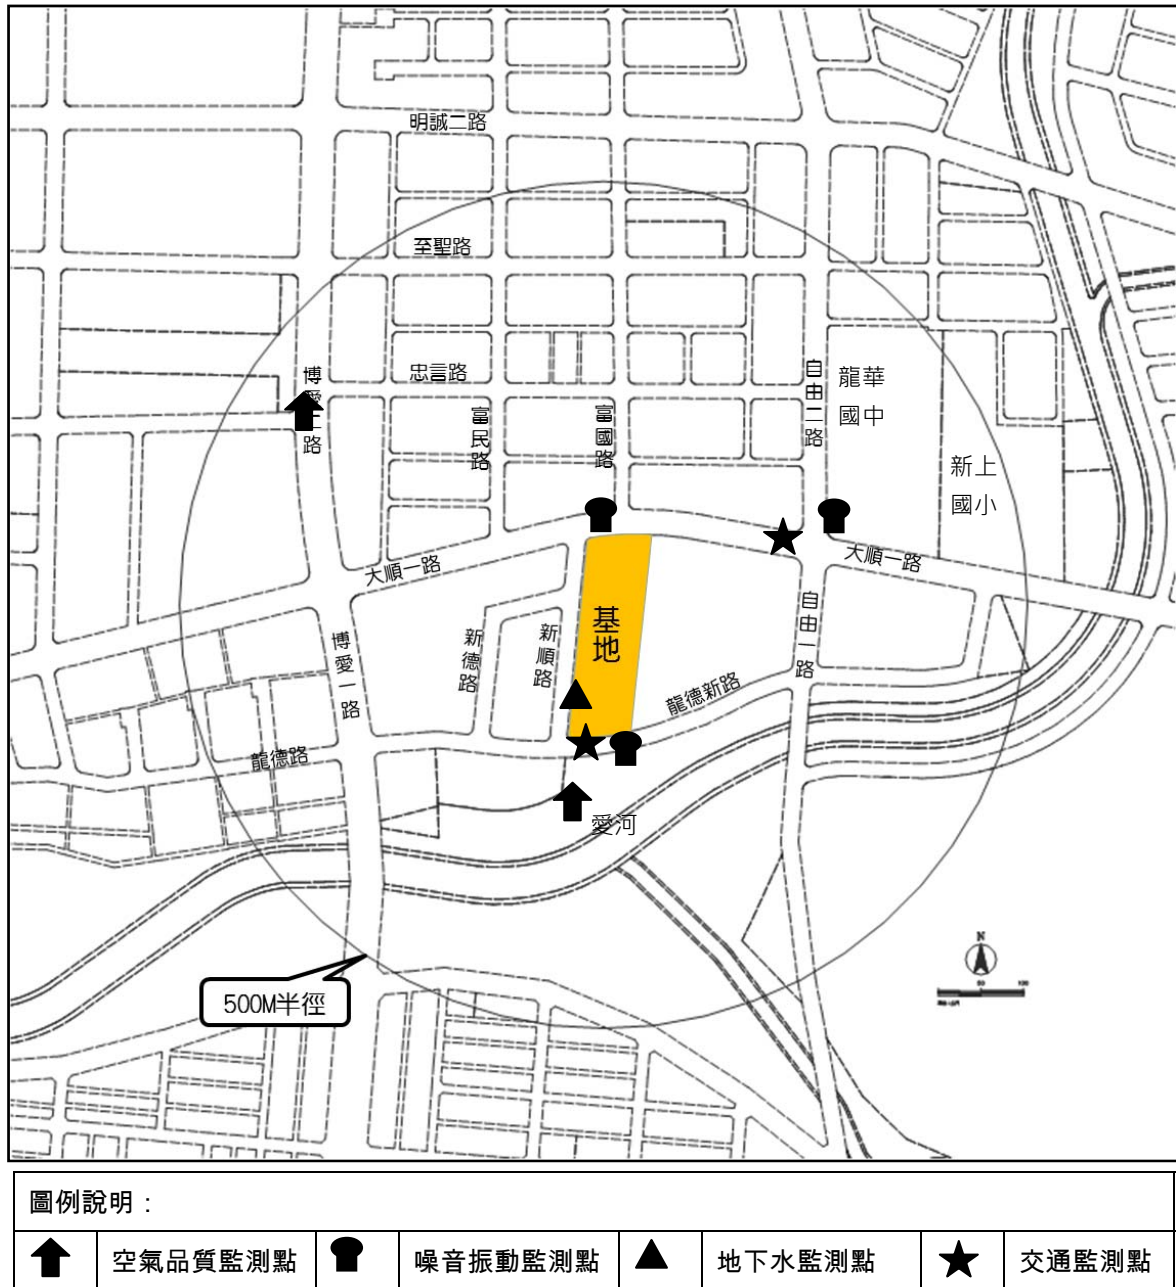 明誠二路
至聖路
忠言路
博愛二路
富民路
富國路
自由二路
龍華
國中
新上
國小
大順一路
大順一路
基地
新德路
新順路
自由一路
博愛一路
龍德新路
龍德路
愛河
500M半徑
N
50
100
圖例說明：
空氣品質監測點
噪音振動監測點
地下水監測點
交通監測點